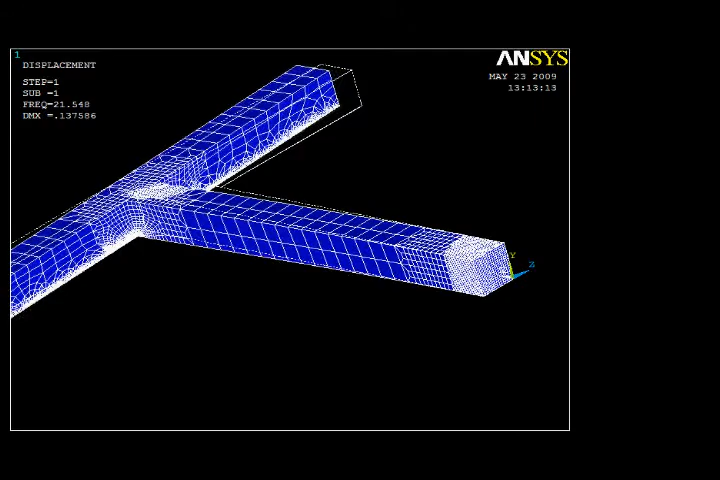 1
DISPLACEMENT
STEP=1
SUB =1
FREQ=21.548
DMX =.137586
ANSYS
MAY 23 2009
13:13:13
Y
Z